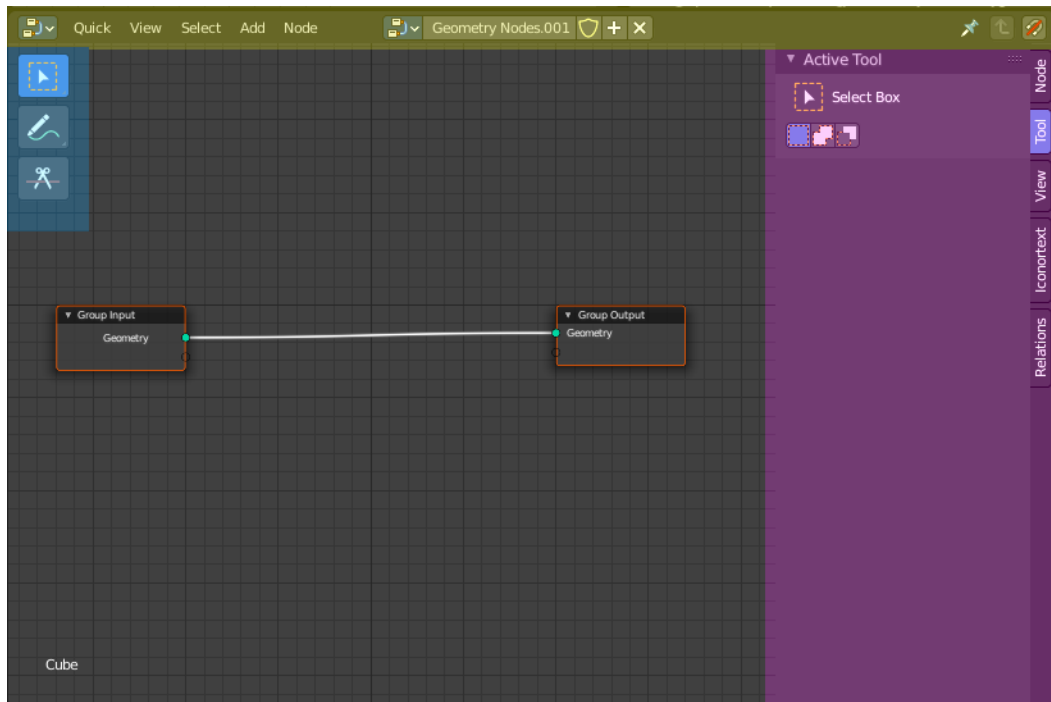 Quick View Select Add Node Geometry Nodes.001
Active Tool
Select Box
Node
Tool
View
Iconortext
Relations
Group Input
Geometry
Group Output
Geometry
Cube